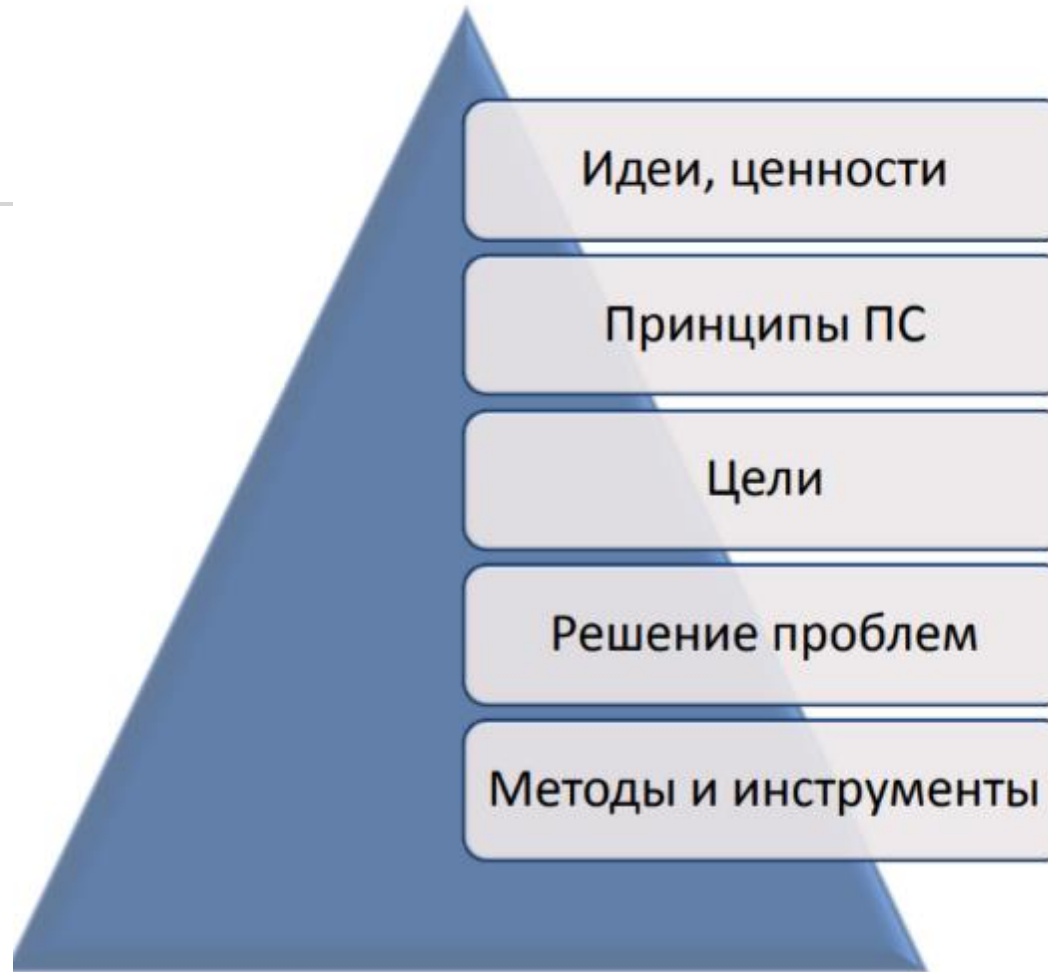 Идеи, ценности
Принципы ПС
Цели
Решение проблем
Методы и инструменты